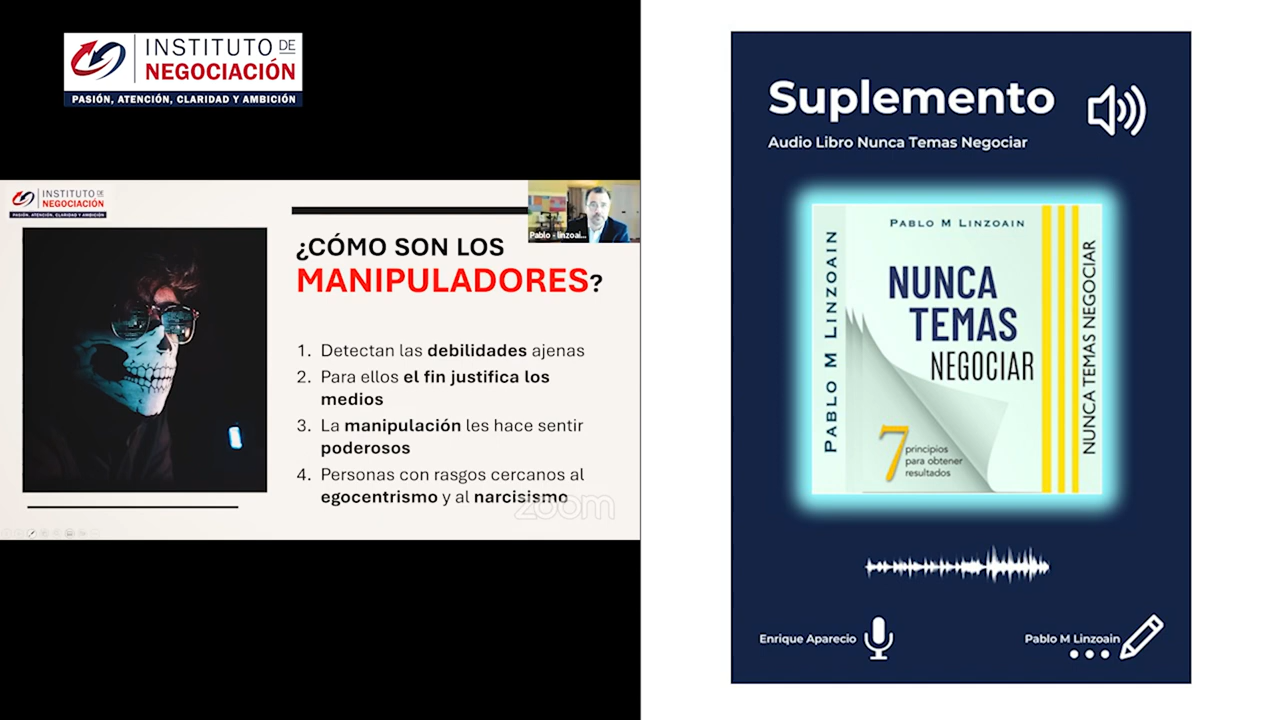 INSTITUTO DE
NEGOCIACIÓN
PASIÓN, ATENCIÓN, CLARIDAD Y AMBICIÓN
INSTITUTO DE
NEGOCIACIÓN
PASIÓN, ATENCIÓN, CLARIDAD Y AMBICIÓN
Pablo - linzoai...
¿CÓMO SON LOS
MANIPULADORES?
1. Detectan las debilidades ajenas
2. Para ellos el fin justifica los
medios
3. La manipulación les hace sentir
poderosos
4. Personas con rasgos cercanos al
egocentrismo y al narcisismo
zoom
Suplemento
Audio Libro Nunca Temas Negociar
PABLO M LINZOAIN
PABLO M LINZOAIN
NUNCA
TEMAS
NEGOCIAR
7 principios
para obtener
resultados
NUNCA TEMAS NEGOCIAR
Enrique Aparecio
Pablo M Linzoain